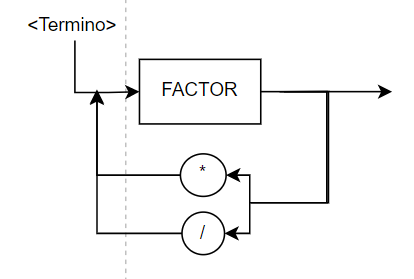 <Termino>
FACTOR
*
/